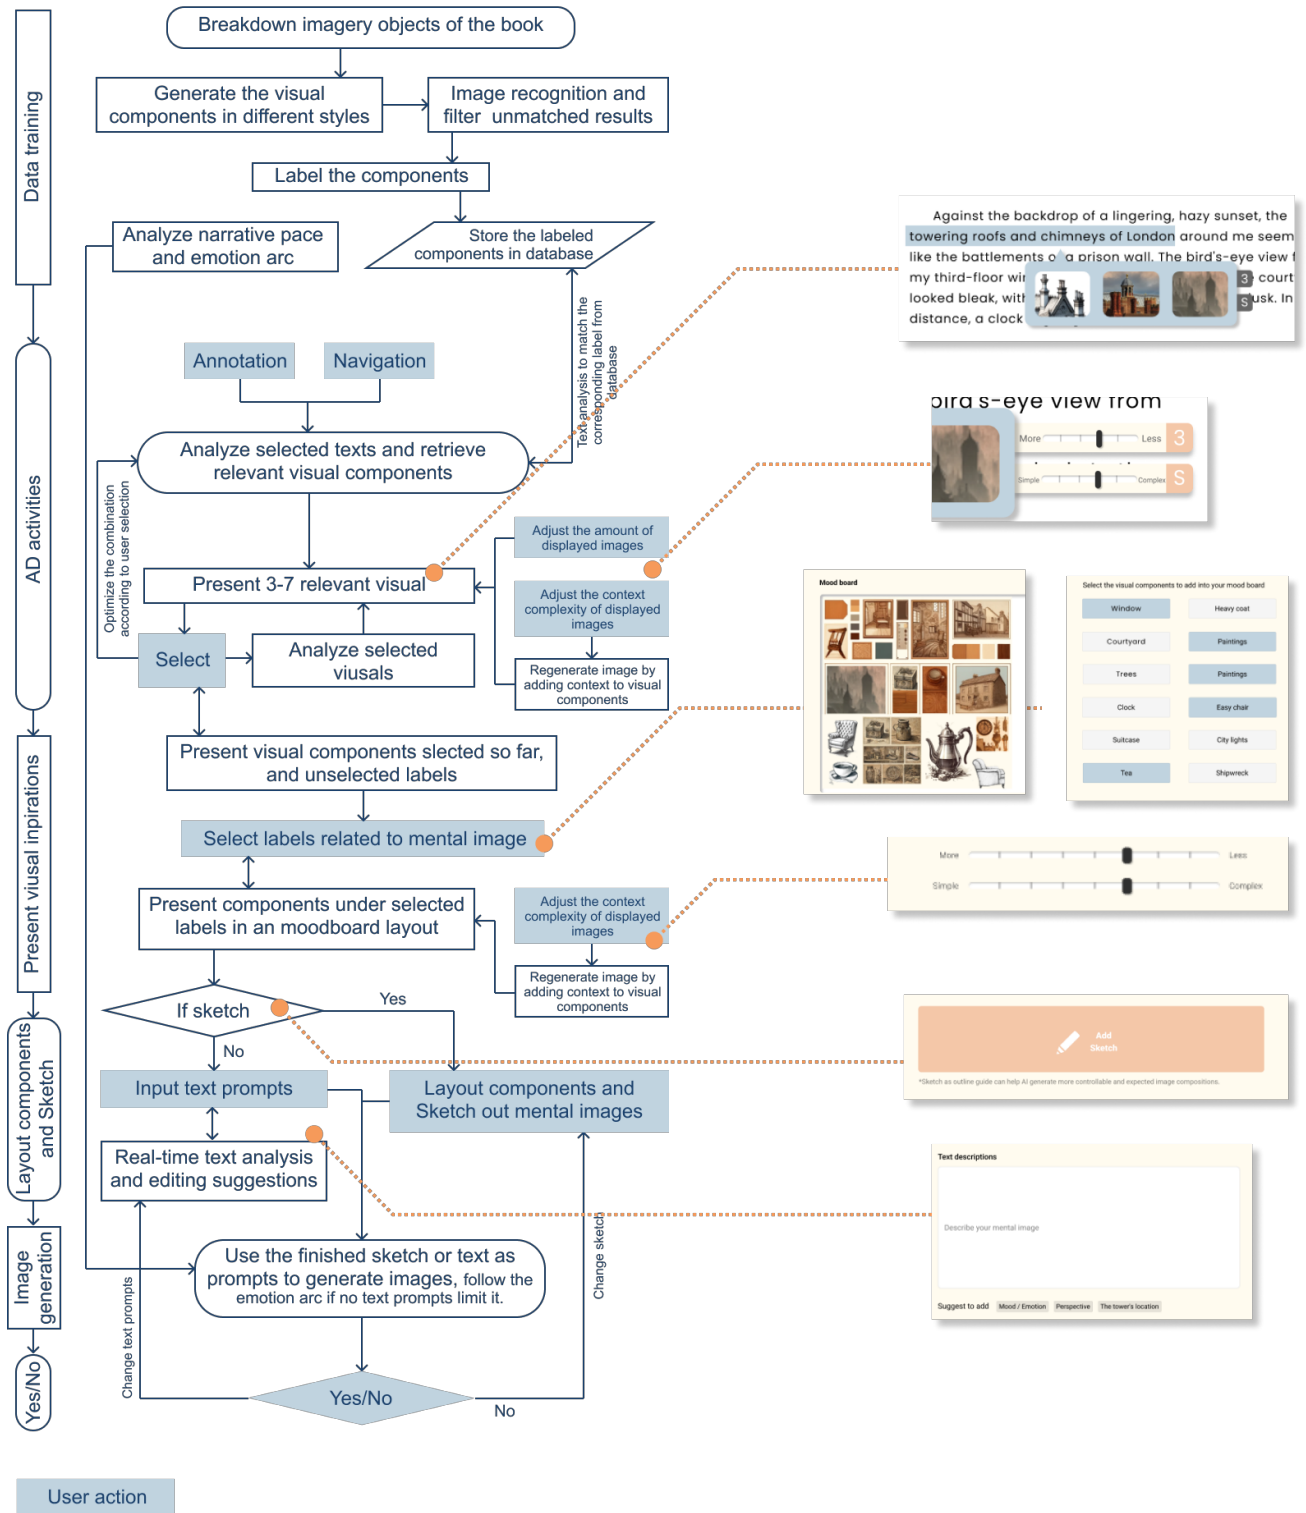 Breakdown imagery objects of the book
Data training
Generate the visual
components in different styles
Image recognition and
filter unmatched results
Label the components
Analyze narrative pace
and emotion arc
Store the labeled
components in database
Text analysis to match the
corresponding label from
database
Against the backdrop of a lingering, hazy sunset, the
towering roofs and chimneys of London around me seem
like the battlements of a prison wall. The bird's-eye view f
my third-floor win
court
looked bleak, with
usk. In
distance, a clock
3
S
AD activities
Annotation
Navigation
Analyze selected texts and retrieve
relevant visual components
Optimize the combination
according to user selection
bird's-eye view from
More
Less
3
Simple
Complex
S
Adjust the amount of
displayed images
Present 3-7 relevant visual
Adjust the context
complexity of displayed
images
Select
Analyze selected
viusals
Regenerate image by
adding context to visual
components
Mood board
Select the visual components to add into your mood board
Window
Heavy coat
Courtyard
Paintings
Trees
Paintings
Clock
Easy chair
Suitcase
City lights
Tea
Shipwreck
Present viusal inpirations
Present visual components slected so far,
and unselected labels
Select labels related to mental image
Present components under selected
labels in an moodboard layout
Adjust the context
complexity of displayed
images
Regenerate image by
adding context to visual
components
More
Less
Simple
Complex
If sketch
Yes
No
Add
Sketch
*Sketch as outline guide can help AI generate more controllable and expected image compositions.
Layout components
and Sketch
Input text prompts
Layout components and
Sketch out mental images
Real-time text analysis
and editing suggestions
Text descriptions
Describe your mental image
Suggest to add
Mood / Emotion
Perspective
The tower's location
Image
generation
Use the finished sketch or text as
prompts to generate images, follow the
emotion arc if no text prompts limit it.
Change text prompts
Change sketch
Yes/No
Yes/No
No
User action